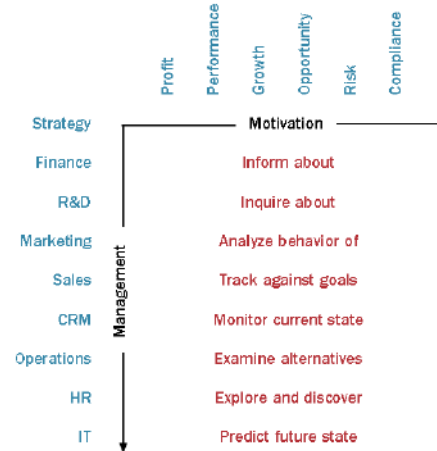 Profit
Performance
Growth
Opportunity
Risk
Compliance
Strategy
Motivation
Finance
Inform about
R&D
Inquire about
Marketing
Analyze behavior of
Sales
Track against goals
Management
CRM
Monitor current state
Operations
Examine alternatives
HR
Explore and discover
IT
Predict future state